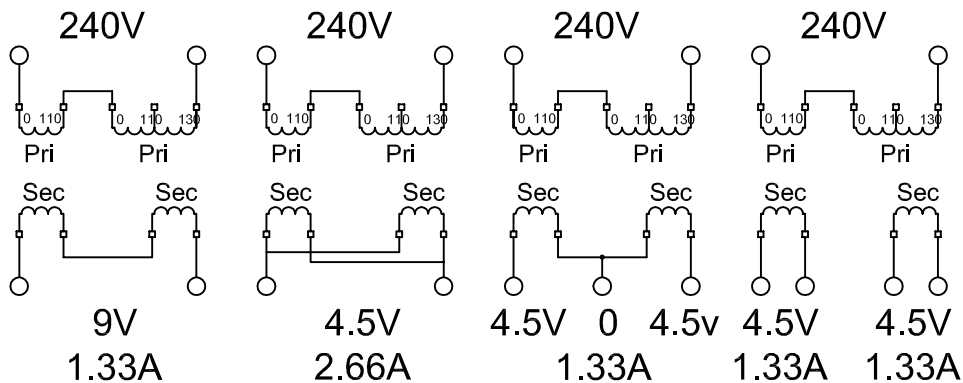 240V 240V 240V 240V
0 110 0 110 130 0 110 0 110 130 0 110 0 110 130 0 110 0 110 130
Pri Pri Pri Pri Pri Pri Pri Pri
Sec Sec Sec Sec Sec Sec Sec Sec
9V 4.5V 4.5V 0 4.5v 4.5V 4.5V
1.33A 2.66A 1.33A 1.33A 1.33A